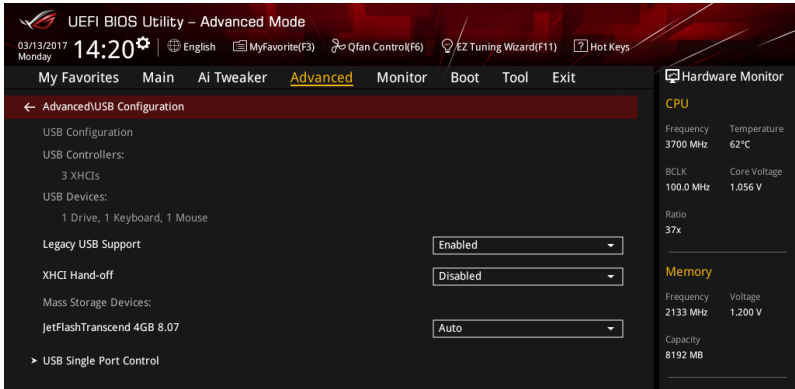 UEFI BIOS Utility – Advanced Mode
03/13/2017 Monday 14:20 English MyFavorite(F3) Qfan Control(F6) EZ Tuning Wizard(F11) ? Hot Keys
My Favorites Main Ai Tweaker Advanced Monitor Boot Tool Exit
← Advanced\USB Configuration
USB Configuration
USB Controllers:
3 XHCIs
USB Devices:
1 Drive, 1 Keyboard, 1 Mouse
Legacy USB Support Enabled
XHCI Hand-off Disabled
Mass Storage Devices:
JetFlashTranscend 4GB 8.07 Auto
> USB Single Port Control
Hardware Monitor
CPU
Frequency Temperature
3700 MHz 62°C
BCLK Core Voltage
100.0 MHz 1.056 V
Ratio
37x
Memory
Frequency Voltage
2133 MHz 1.200 V
Capacity
8192 MB